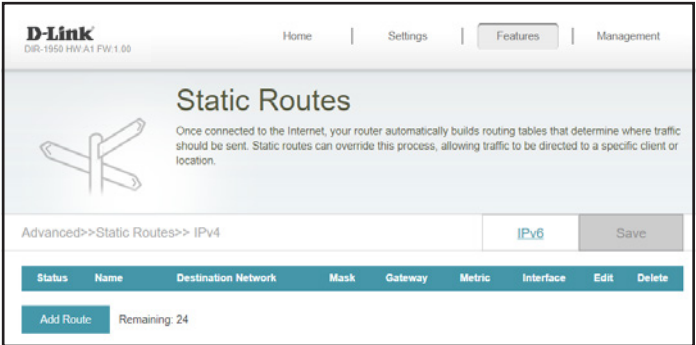 D-Link
DIR-1950 HW:A1 FW:1.00
Home | Settings | Features | Management
Static Routes
Once connected to the Internet, your router automatically builds routing tables that determine where traffic
should be sent. Static routes can override this process, allowing traffic to be directed to a specific client or
location.
Advanced>>Static Routes>> IPv4
IPv6
Save
Status Name Destination Network Mask Gateway Metric Interface Edit Delete
Add Route Remaining: 24